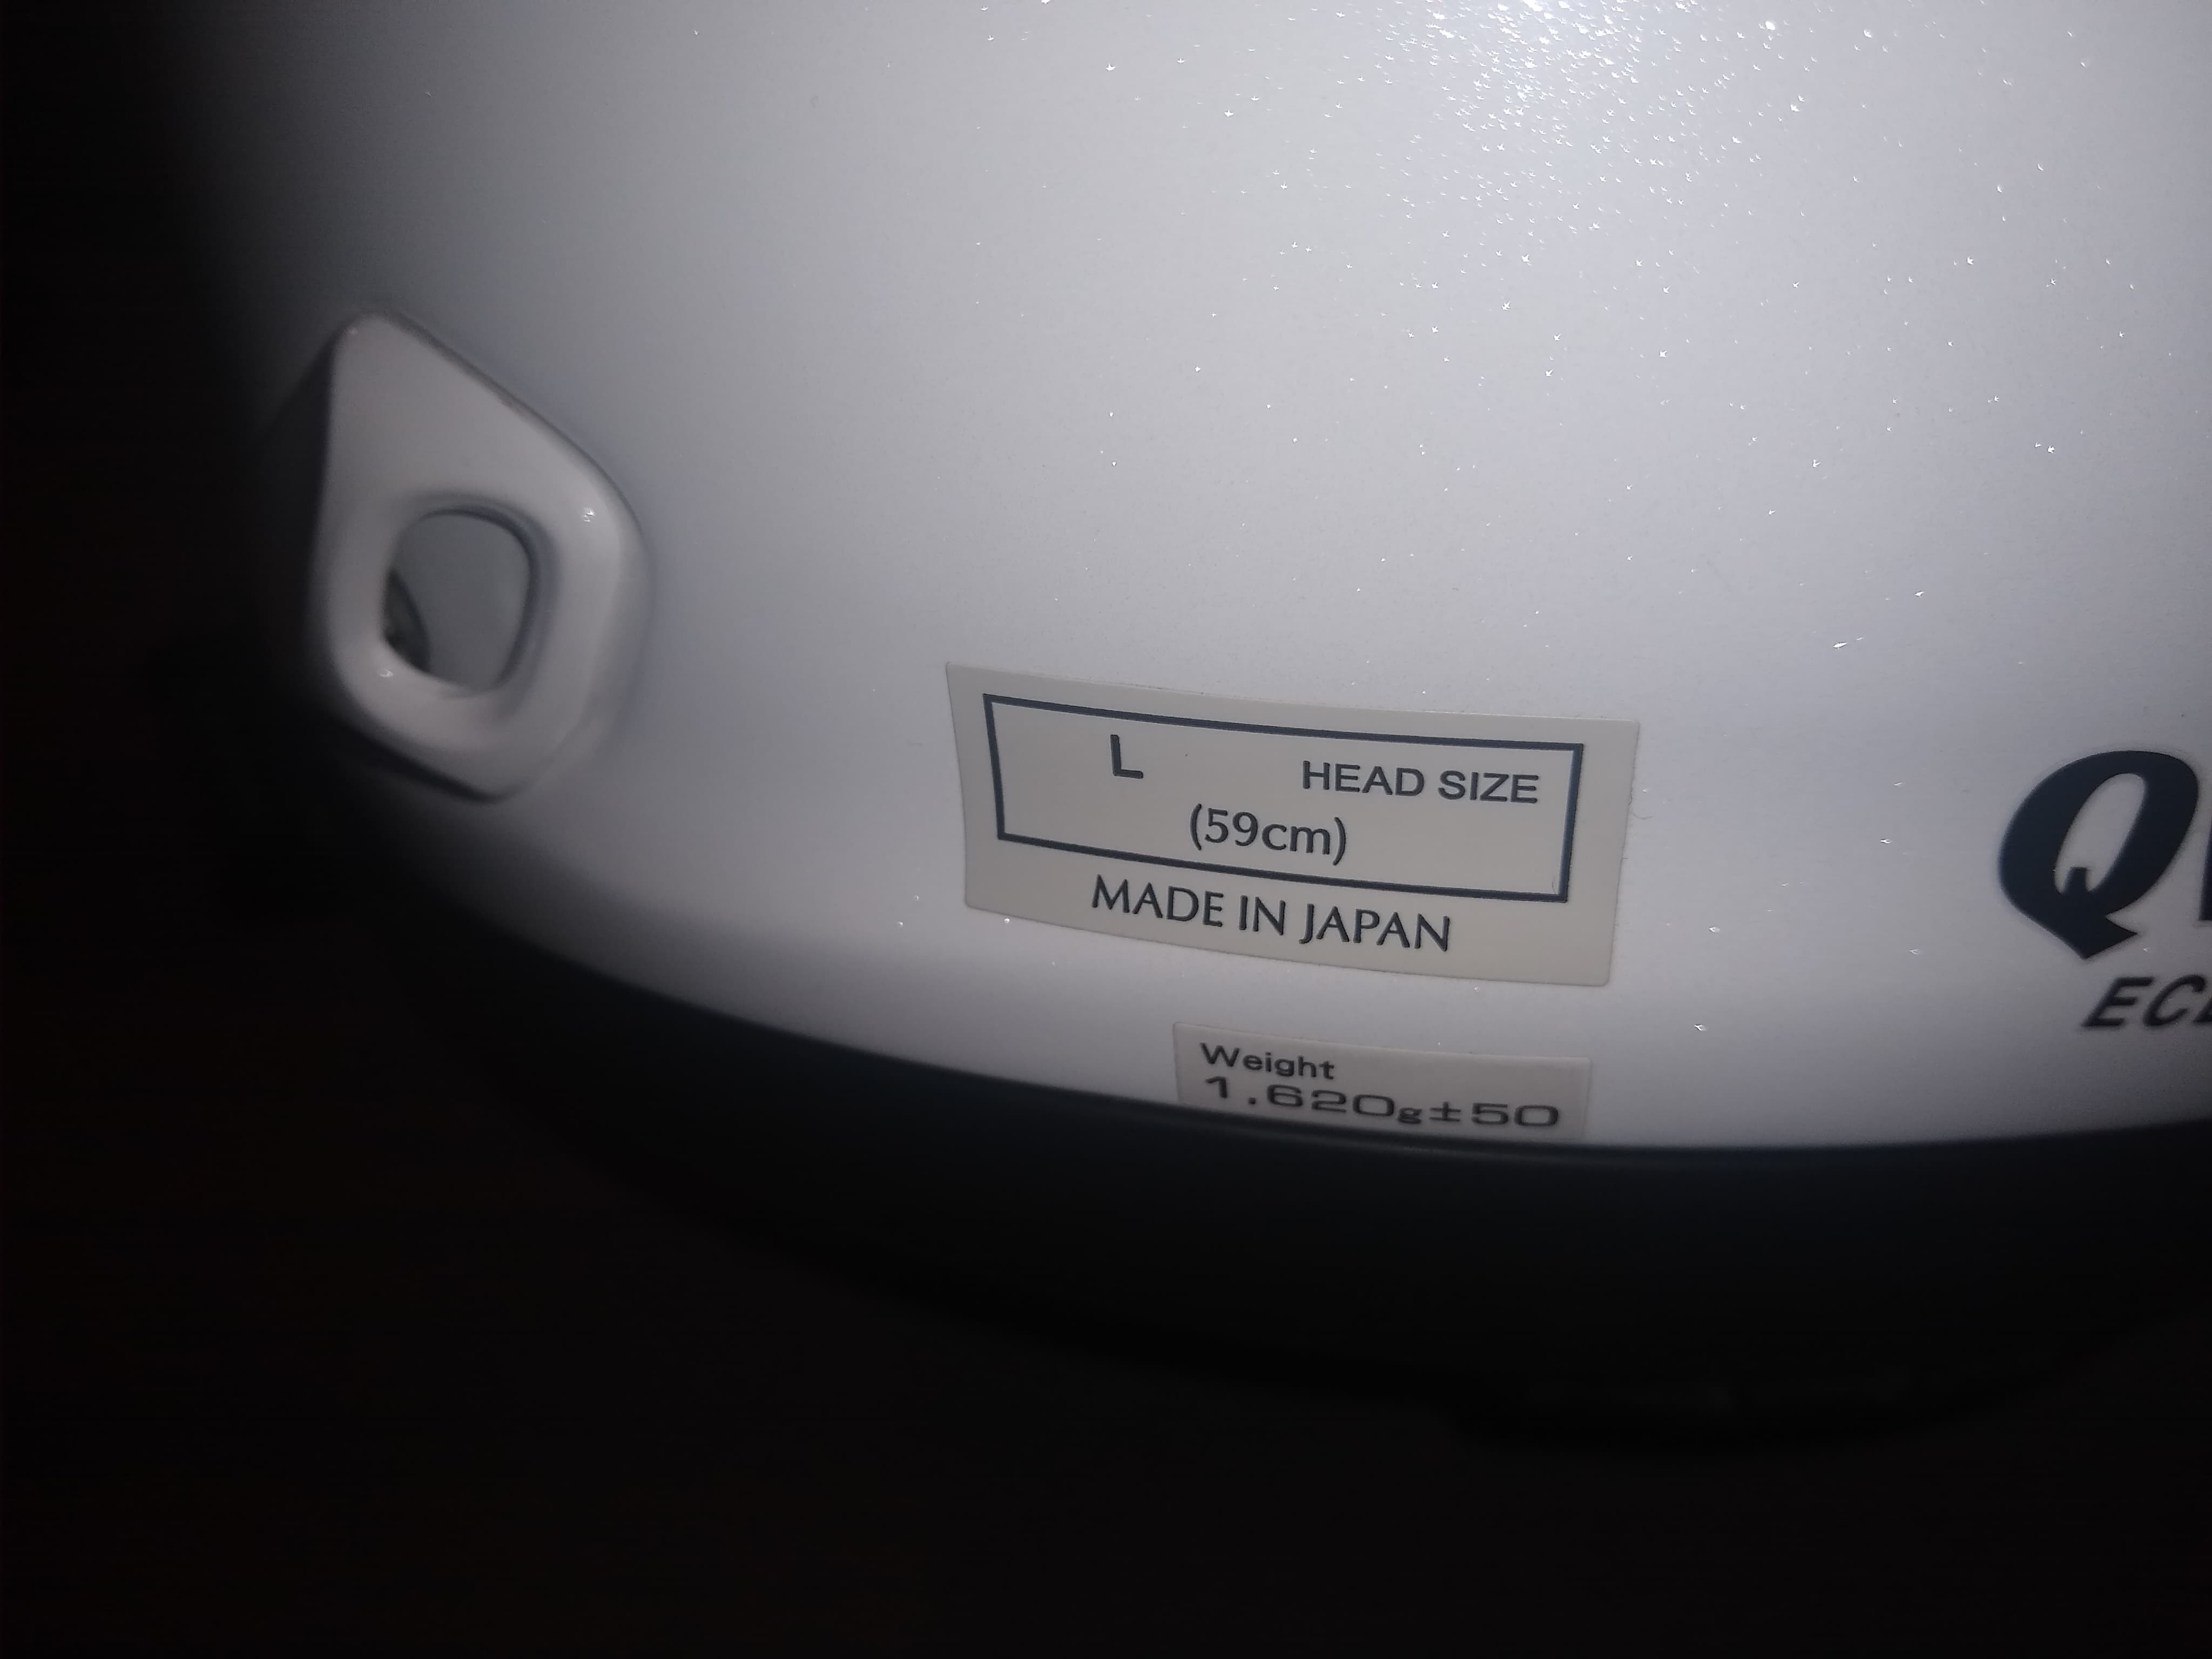 L HEAD SIZE
(59cm)
MADE IN JAPAN
Weight
1,620g±50